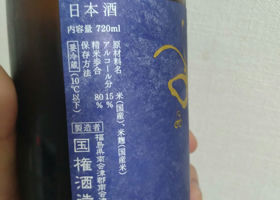 日本酒
内容量 720ml
原材料名 米(国産)、米麹(国産米)
アルコール分 15%
精米歩合 80%
保存方法
要冷蔵(10℃以下)
製造者
福島県南会津郡南会
国権酒造